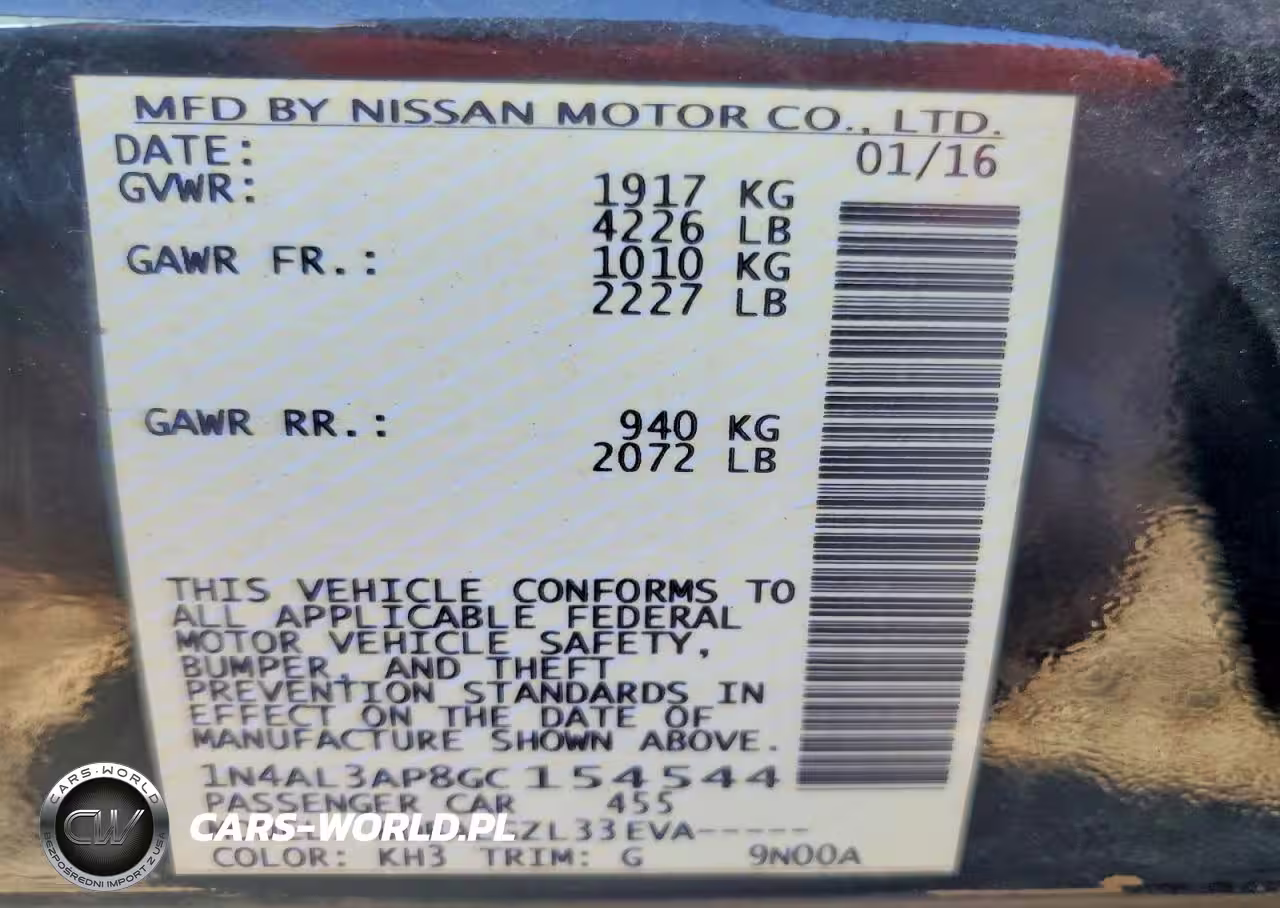 MFD BY NISSAN MOTOR CO., LTD.
DATE: 01/16
GVWR: 1917 KG
4226 LB
GAWR FR.: 1010 KG
2227 LB
GAWR RR.: 940 KG
2072 LB
THIS VEHICLE CONFORMS TO
ALL APPLICABLE FEDERAL
MOTOR VEHICLE SAFETY,
BUMPER, AND THEFT
PREVENTION STANDARDS IN
EFFECT ON THE DATE OF
MANUFACTURE SHOWN ABOVE.
1N4AL3AP8GC154544
PASSENGER CAR 455
ZL33EVA-----
COLOR: KH3 TRIM: G 9N00A
CARS-WORLD
CW
BEZPOŚREDNI IMPORT Z USA
CARS-WORLD.PL